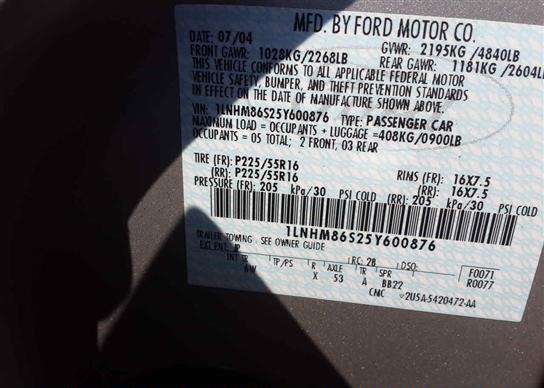 MFD. BY FORD MOTOR CO.
DATE: 07/04 GVWR: 2195KG/4840LB
FRONT GAWR: 1028KG/2268LB REAR GAWR: 1181KG/2604L
THIS VEHICLE CONFORMS TO ALL APPLICABLE FEDERAL MOTOR
VEHICLE SAFETY, BUMPER, AND THEFT PREVENTION STANDARDS
IN EFFECT ON THE DATE OF MANUFACTURE SHOWN ABOVE.
VIN: 1LNHM86S25Y600876 TYPE: PASSENGER CAR
MAXIMUM LOAD = OCCUPANTS + LUGGAGE =408KG/0900LB
OCCUPANTS = 05 TOTAL; 2 FRONT, 03 REAR
TIRE (FR): P225/55R16 RIMS (FR): 16X7.5
(RR): P225/55R16 (RR): 16X7.5
PRESSURE (FR): 205 kPa/30 PSI COLD (RR): 205 kPa/30 PSI COLD
1LNHM86S25Y600876
TRAILER TOWING: SEE OWNER GUIDE
EXT PNT: RC: 28 DSO: F0071
INT TR TP/PS R AXLE TR SPR R0077
6W X 53 A BB22
CMC 2U5A-5420472-AA